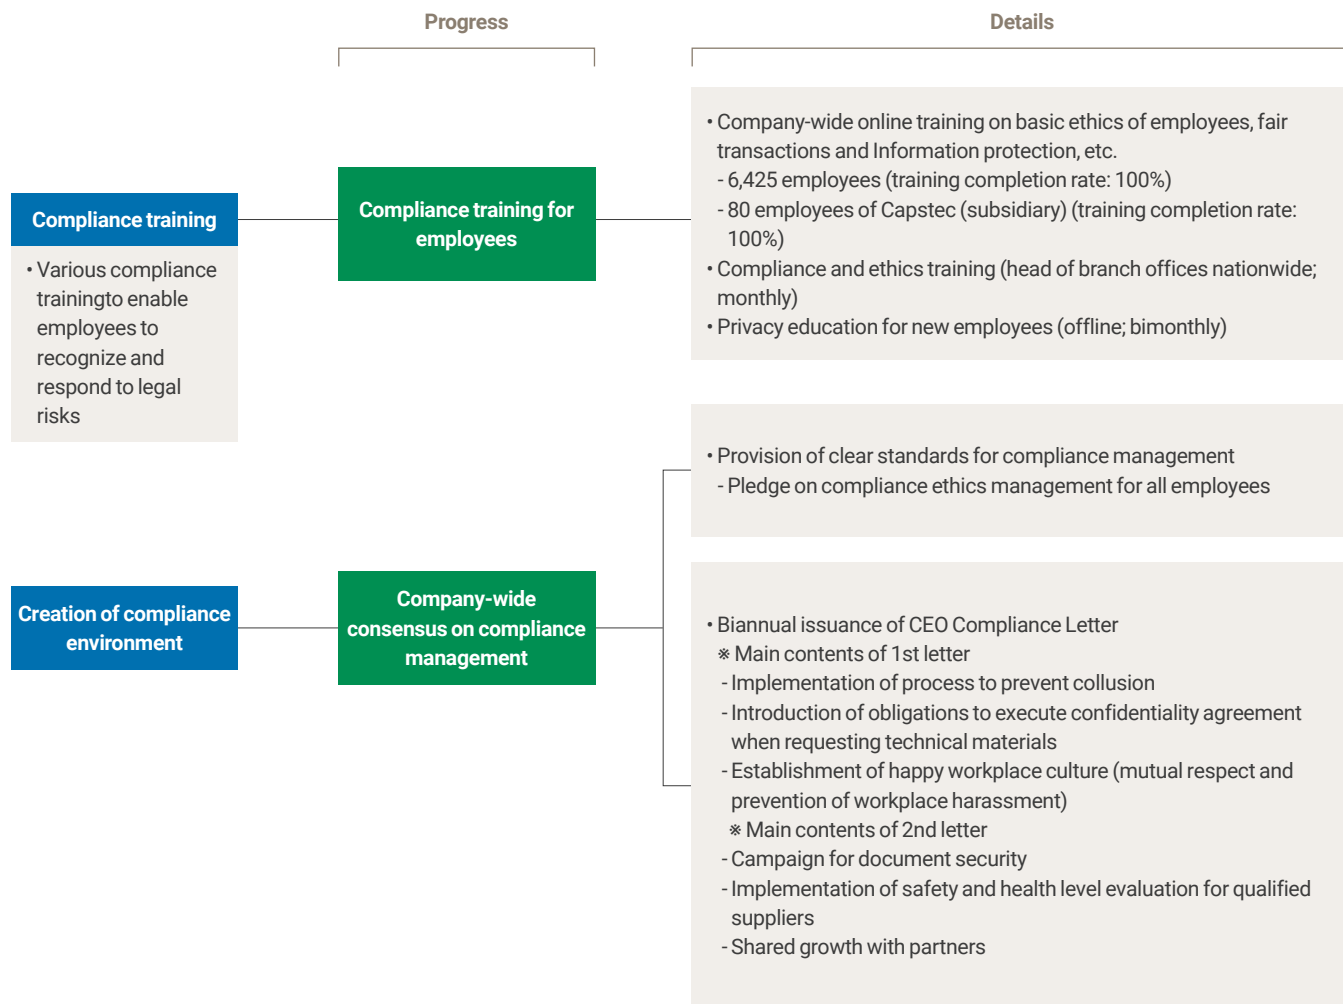 Progress
Details
Compliance training
• Various compliance
trainingto enable
employees to
recognize and
respond to legal
risks
Compliance training for
employees
• Company-wide online training on basic ethics of employees, fair
transactions and Information protection, etc.
- 6,425 employees (training completion rate: 100%)
- 80 employees of Capstec (subsidiary) (training completion rate:
100%)
• Compliance and ethics training (head of branch offices nationwide;
monthly)
• Privacy education for new employees (offline; bimonthly)
Creation of compliance
environment
Company-wide
consensus on compliance
management
• Provision of clear standards for compliance management
- Pledge on compliance ethics management for all employees
• Biannual issuance of CEO Compliance Letter
※ Main contents of 1st letter
- Implementation of process to prevent collusion
- Introduction of obligations to execute confidentiality agreement
when requesting technical materials
- Establishment of happy workplace culture (mutual respect and
prevention of workplace harassment)
※ Main contents of 2nd letter
- Campaign for document security
- Implementation of safety and health level evaluation for qualified
suppliers
- Shared growth with partners